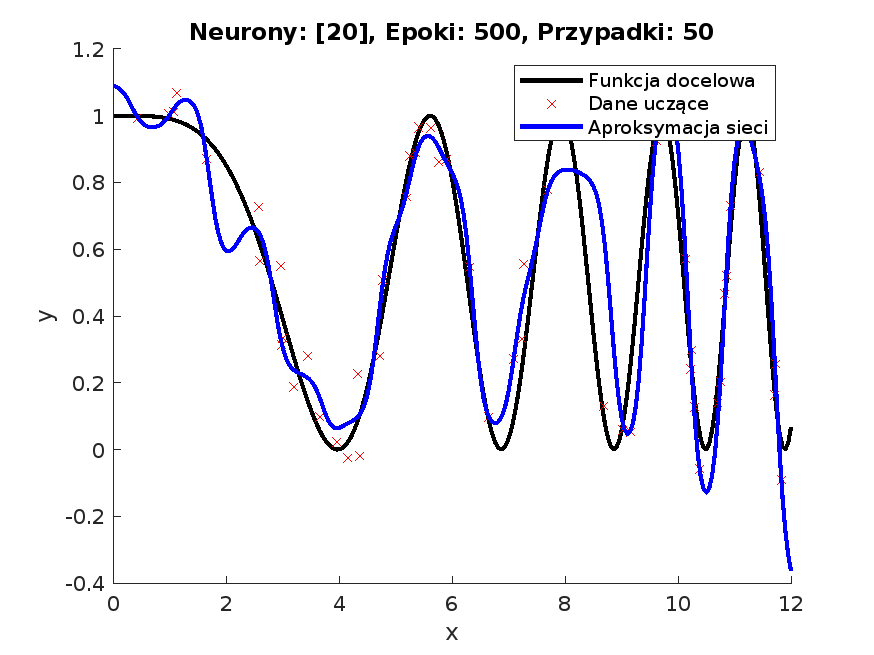 Neurony: [20], Epoki: 500, Przypadki: 50
Funkcja docelowa
Dane uczące
Aproksymacja sieci
1.2
1
0.8
0.6
0.4
0.2
0
-0.2
-0.4
y
0 2 4 6 8 10 12
x